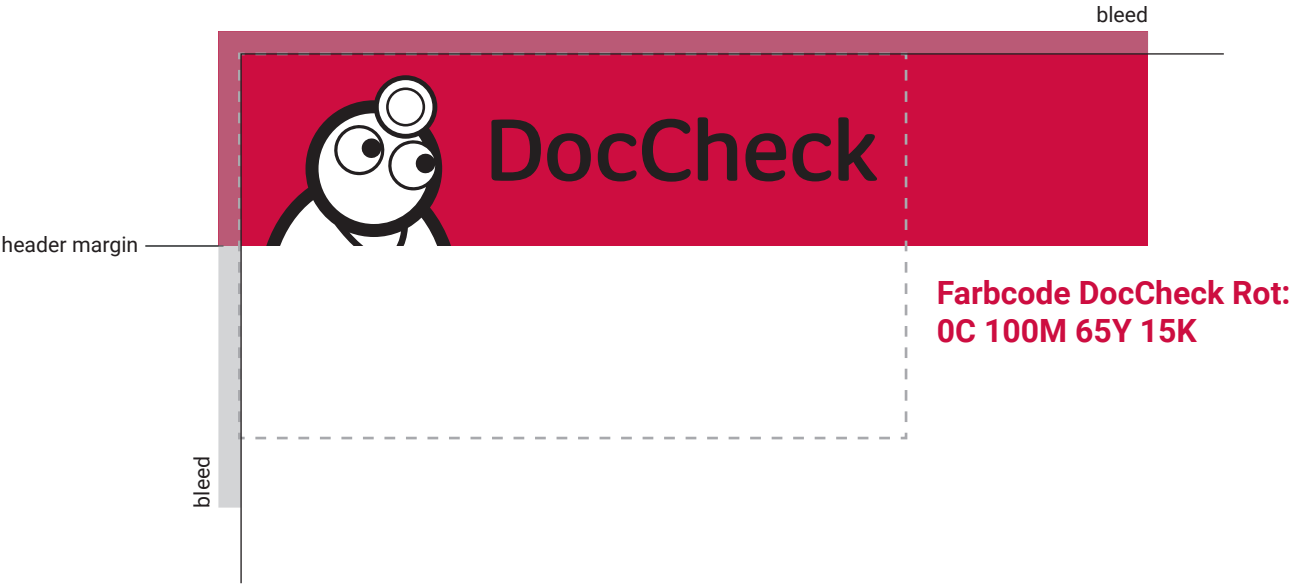 bleed
DocCheck
header margin
Farbcode DocCheck Rot:
0C 100M 65Y 15K
bleed